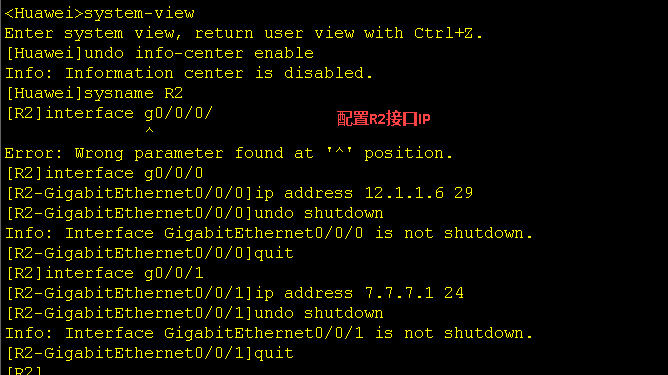 <Huawei>system-view
Enter system view, return user view with Ctrl+Z.
[Huawei]undo info-center enable
Info: Information center is disabled.
[Huawei]sysname R2
[R2]interface g0/0/0/
配置R2接口IP
^
Error: Wrong parameter found at '^' position.
[R2]interface g0/0/0
[R2-GigabitEthernet0/0/0]ip address 12.1.1.6 29
[R2-GigabitEthernet0/0/0]undo shutdown
Info: Interface GigabitEthernet0/0/0 is not shutdown.
[R2-GigabitEthernet0/0/0]quit
[R2]interface g0/0/1
[R2-GigabitEthernet0/0/1]ip address 7.7.7.1 24
[R2-GigabitEthernet0/0/1]undo shutdown
Info: Interface GigabitEthernet0/0/1 is not shutdown.
[R2-GigabitEthernet0/0/1]quit
[R2]